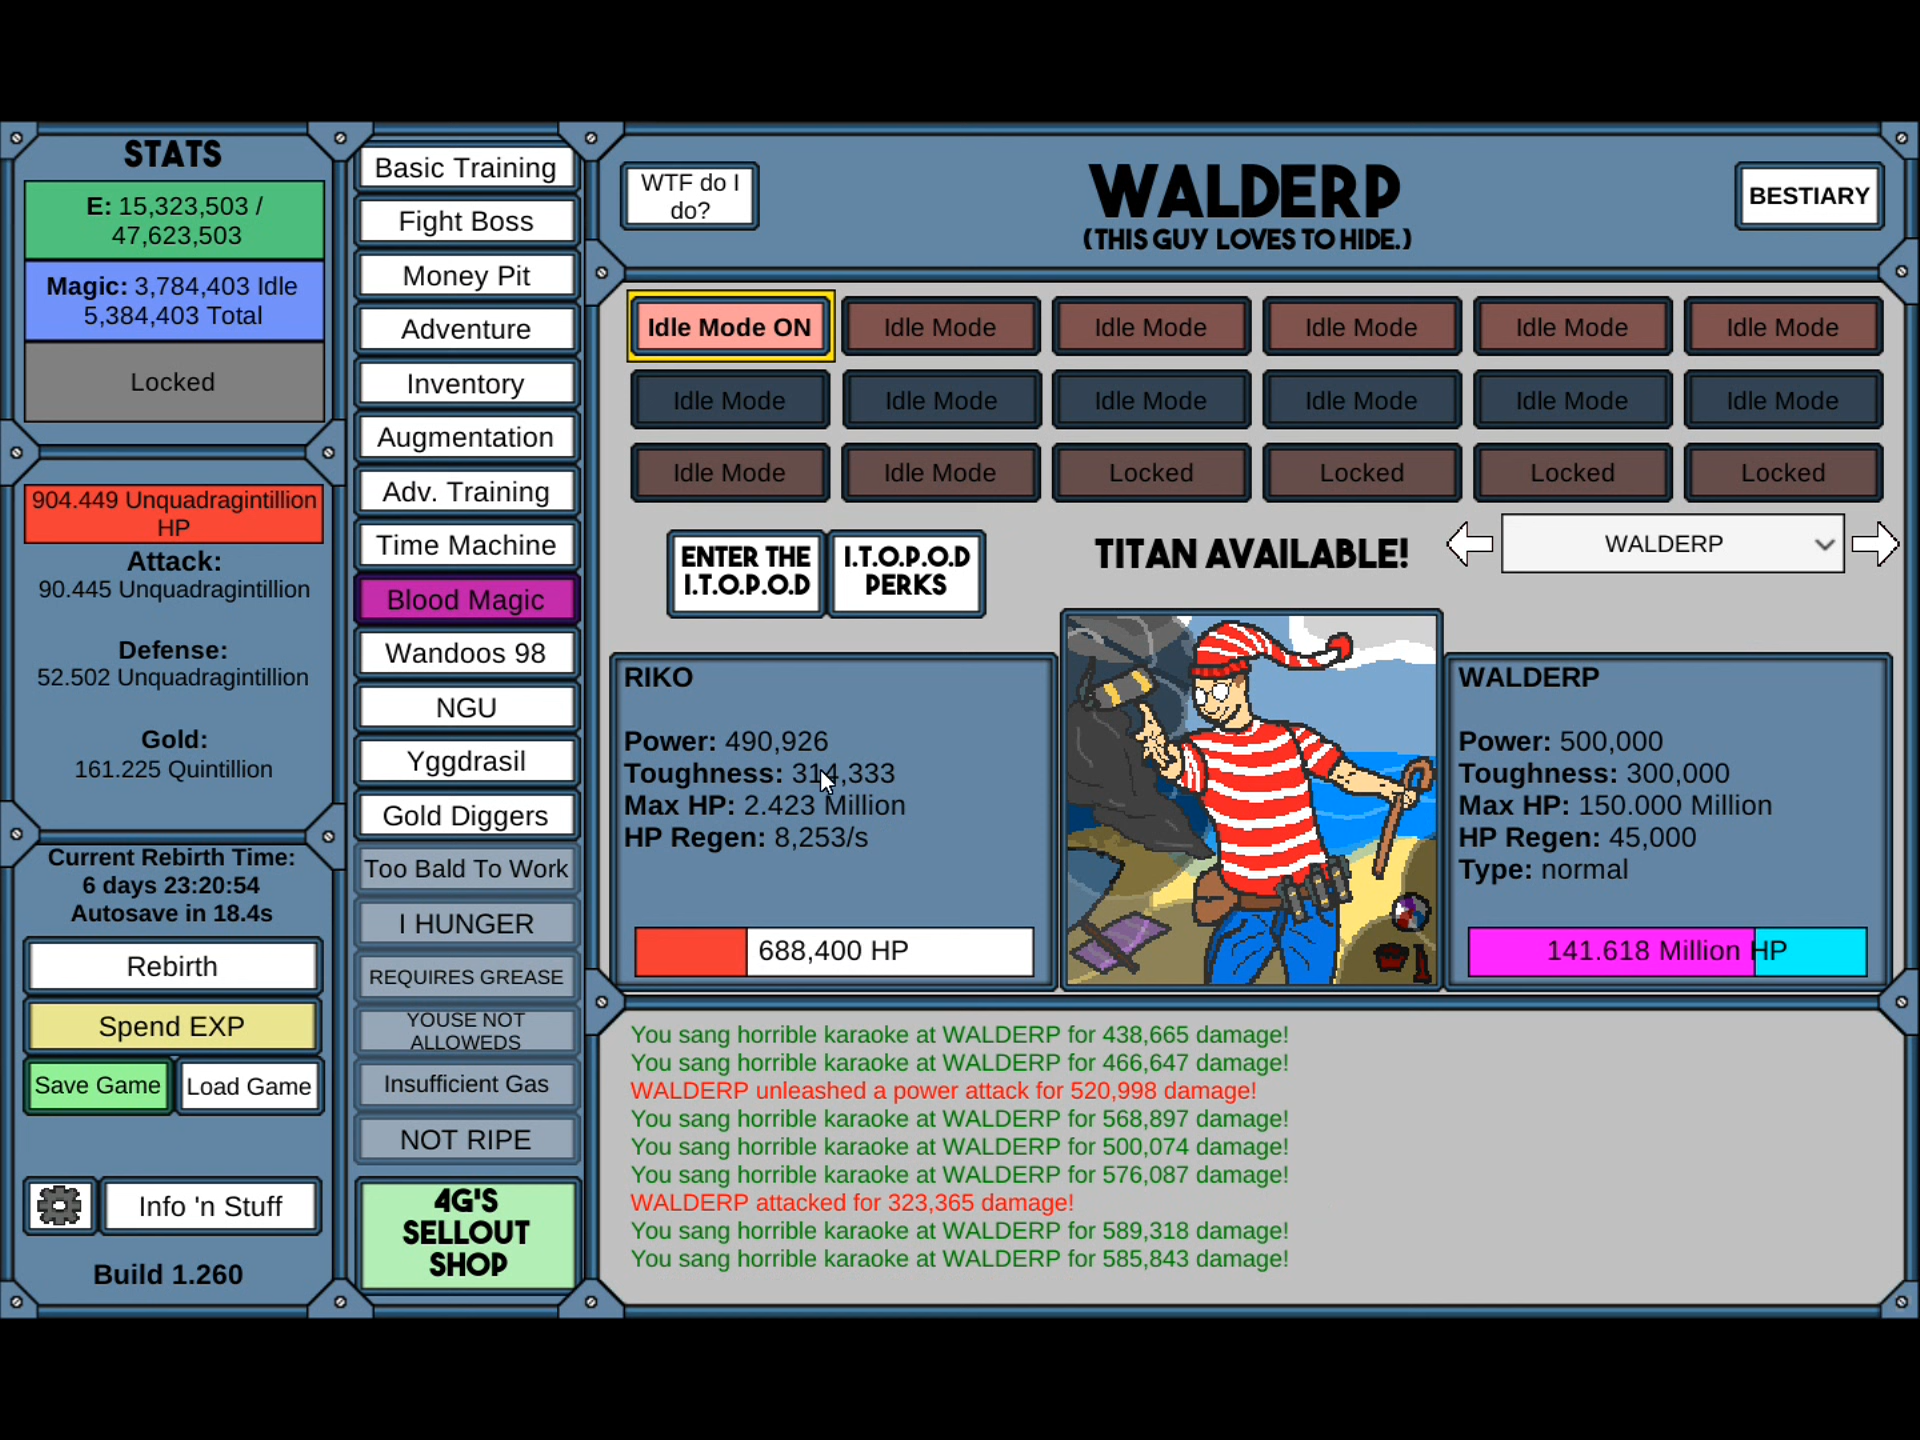 STATS
E: 15,323,503 /
47,623,503
Magic: 3,784,403 Idle
5,384,403 Total
Locked
904.449 Unquadragintillion
HP
Attack:
90.445 Unquadragintillion
Defense:
52.502 Unquadragintillion
Gold:
161.225 Quintillion
Current Rebirth Time:
6 days 23:20:54
Autosave in 18.4s
Rebirth
Spend EXP
Save Game Load Game
Info 'n Stuff
Build 1.260
Basic Training
Fight Boss
Money Pit
Adventure
Inventory
Augmentation
Adv. Training
Time Machine
Blood Magic
Wandoos 98
NGU
Yggdrasil
Gold Diggers
Too Bald To Work
I HUNGER
REQUIRES GREASE
YOUSE NOT
ALLOWEDS
Insufficient Gas
NOT RIPE
4G'S
SELLOUT
SHOP
WTF do I
do?
WALDERP
(THIS GUY LOVES TO HIDE.)
BESTIARY
Idle Mode ON Idle Mode Idle Mode Idle Mode Idle Mode Idle Mode
Idle Mode Idle Mode Idle Mode Idle Mode Idle Mode Idle Mode
Idle Mode Idle Mode Locked Locked Locked Locked
ENTER THE
I.T.O.P.O.D
I.T.O.P.O.D
PERKS
TITAN AVAILABLE!
WALDERP
RIKO
Power: 490,926
Toughness: 314,333
Max HP: 2.423 Million
HP Regen: 8,253/s
688,400 HP
WALDERP
Power: 500,000
Toughness: 300,000
Max HP: 150.000 Million
HP Regen: 45,000
Type: normal
141.618 Million HP
You sang horrible karaoke at WALDERP for 438,665 damage!
You sang horrible karaoke at WALDERP for 466,647 damage!
WALDERP unleashed a power attack for 520,998 damage!
You sang horrible karaoke at WALDERP for 568,897 damage!
You sang horrible karaoke at WALDERP for 500,074 damage!
You sang horrible karaoke at WALDERP for 576,087 damage!
WALDERP attacked for 323,365 damage!
You sang horrible karaoke at WALDERP for 589,318 damage!
You sang horrible karaoke at WALDERP for 585,843 damage!